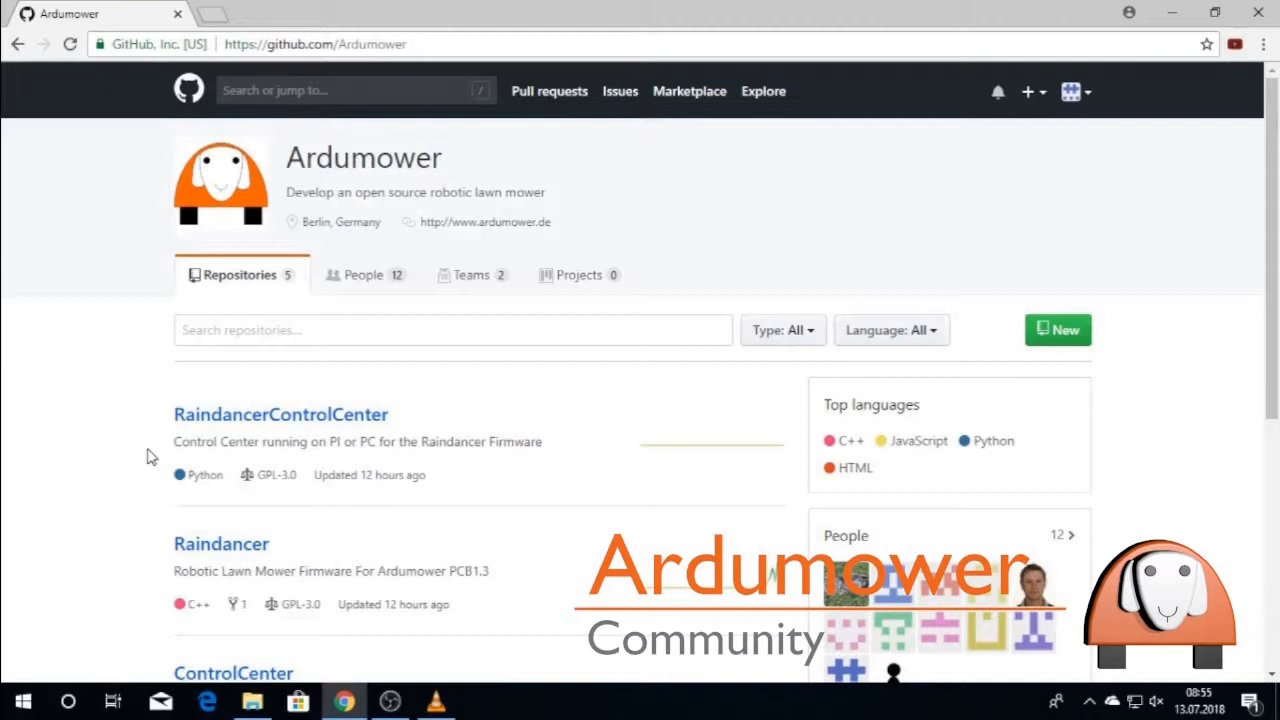 Ardumower
GitHub, Inc. [US]
https://github.com/Ardumower
Search or jump to...
/
Pull requests
Issues
Marketplace
Explore
Ardumower
Develop an open source robotic lawn mower
Berlin, Germany
http://www.ardumower.de
Repositories 5
People 12
Teams 2
Projects 0
Search repositories...
Type: All
Language: All
New
RaindancerControlCenter
Control Center running on PI or PC for the Raindancer Firmware
Python
GPL-3.0
Updated 12 hours ago
Top languages
C++
JavaScript
Python
HTML
Raindancer
Robotic Lawn Mower Firmware For Ardumower PCB1.3
C++
1
GPL-3.0
Updated 12 hours ago
People
12 >
Ardumower
Community
ControlCenter
08:55
13.07.2018
1